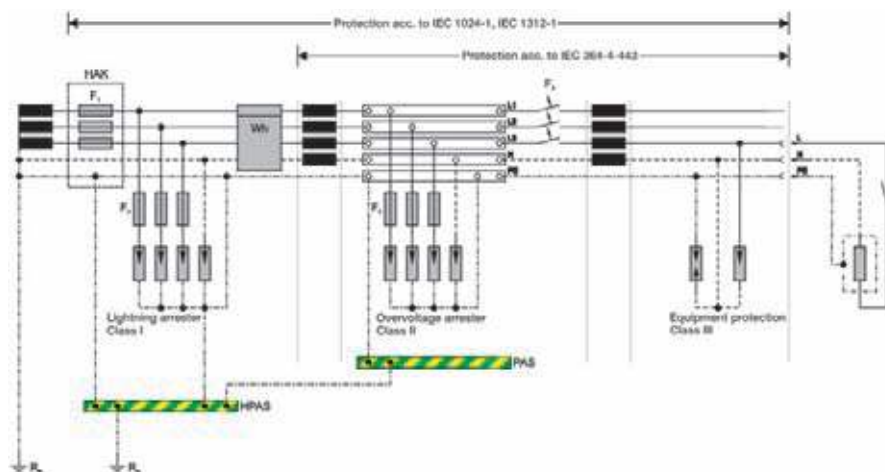 Protection acc. to IEC 1024-1, IEC 1312-1
Protection acc. to IEC 364-4-443
HAK
F₁
F₃
Wh
L1
L2
L3
N
PE
L
N
PE
F₂
Lightning arrester
Class I
Overvoltage arrester
Class II
Equipment protection
Class III
PAS
HPAS